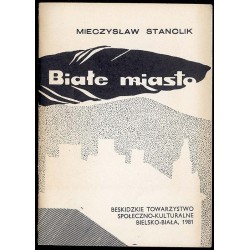 MIECZYSŁAW STANCLIK
Białe miasto
BESKIDZKIE TOWARZYSTWO
SPOŁECZNO-KULTURALNE
BIELSKO-BIAŁA, 1981